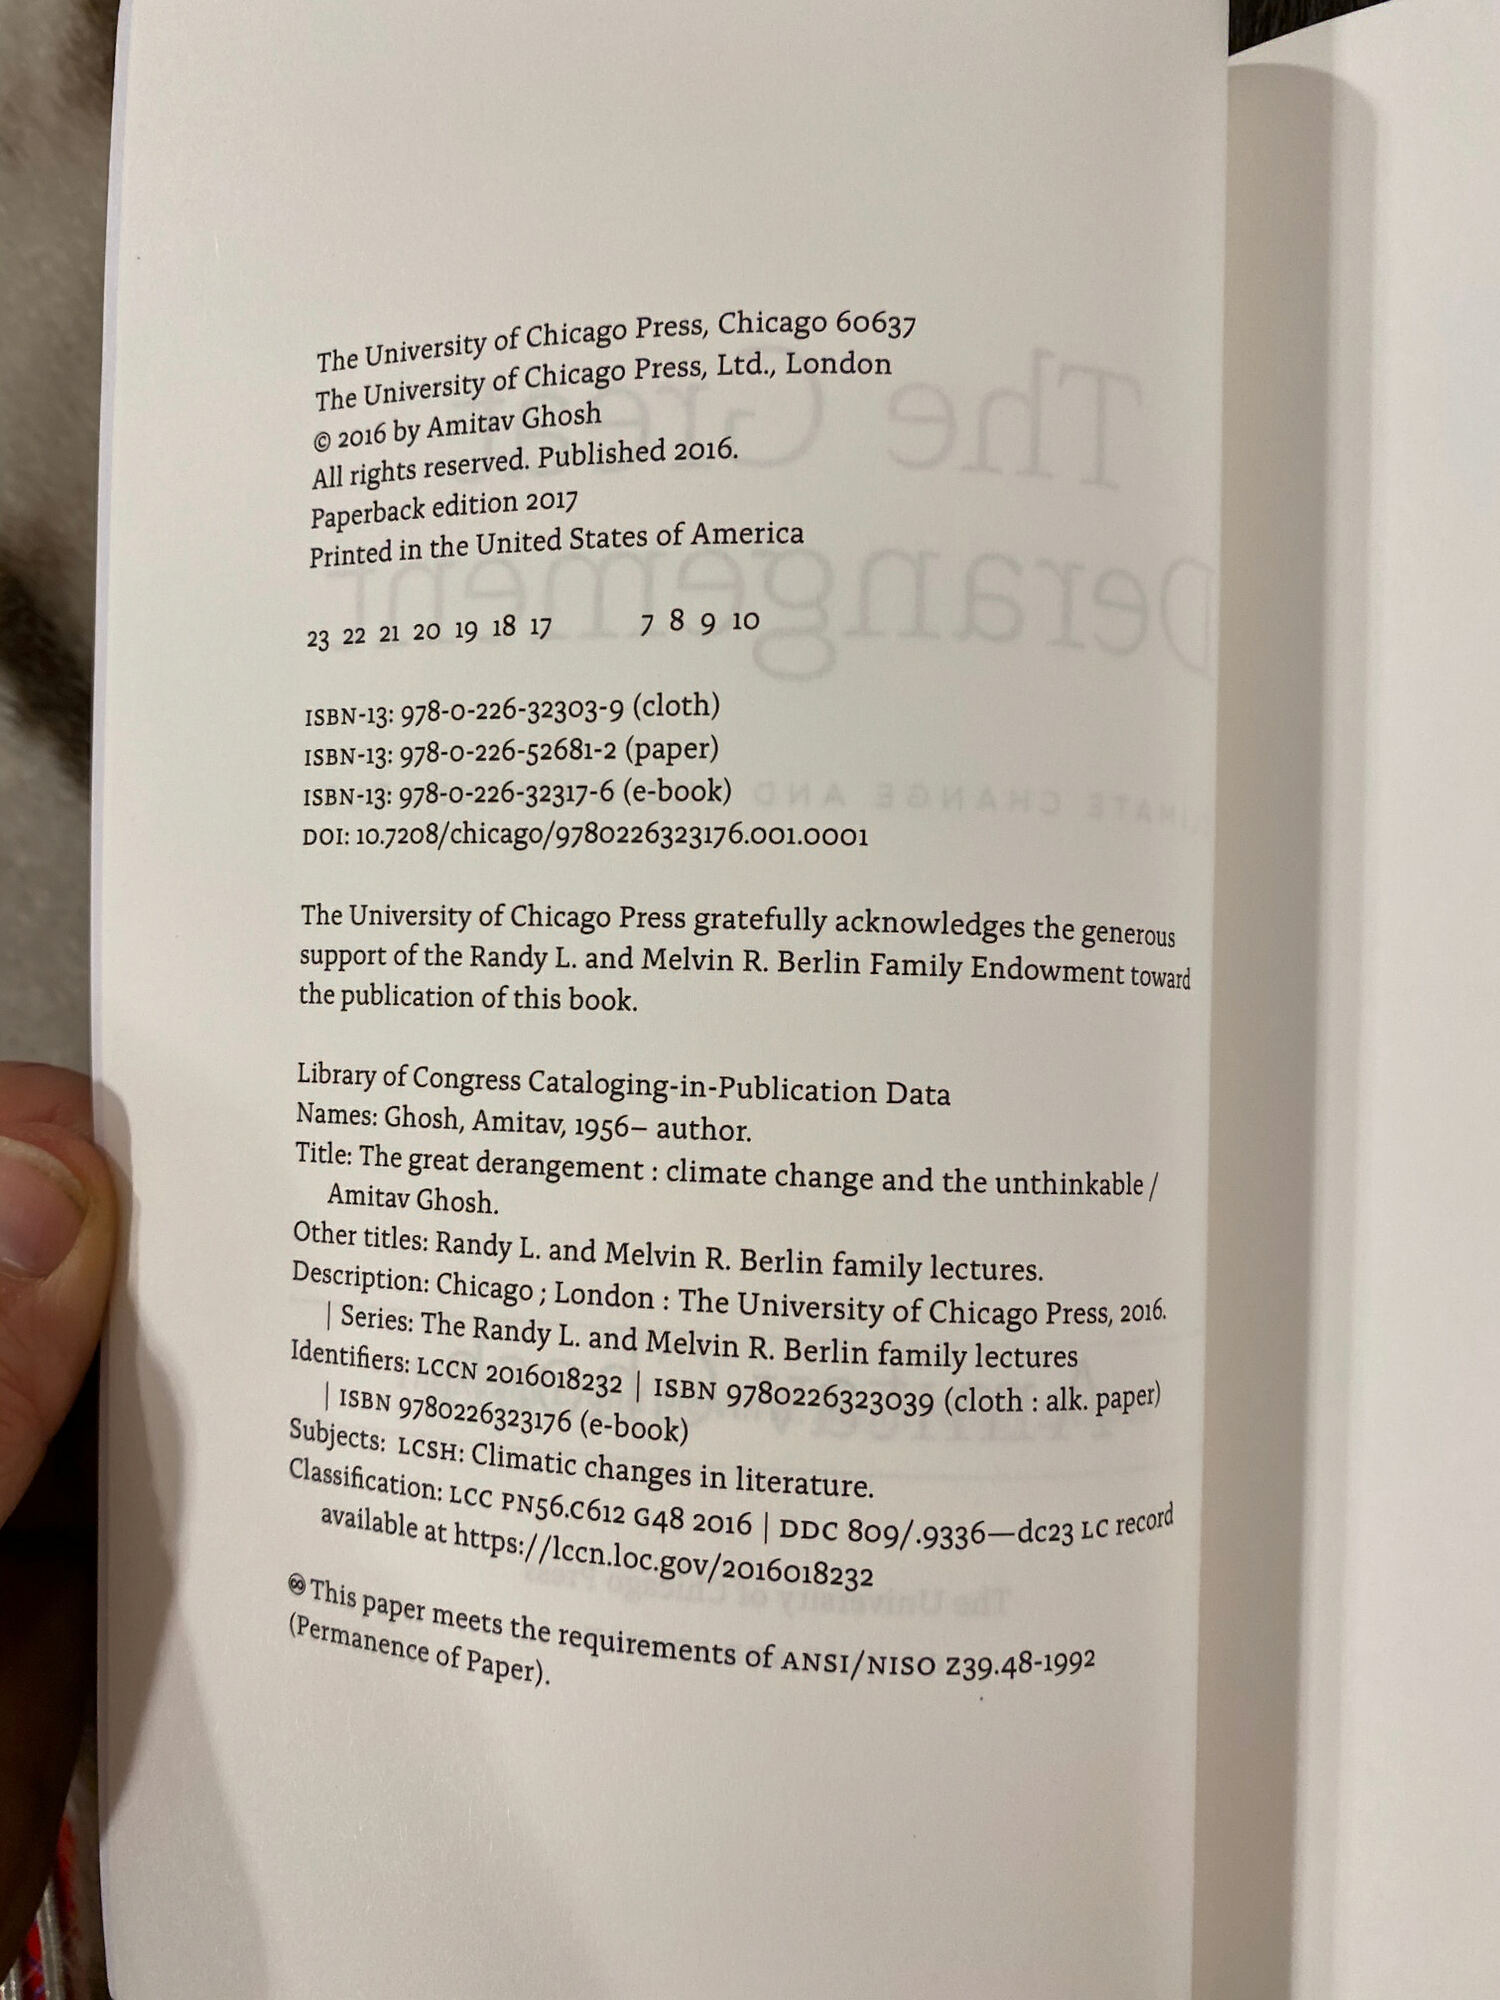 The University of Chicago Press, Chicago 60637
The University of Chicago Press, Ltd., London
© 2016 by Amitav Ghosh
All rights reserved. Published 2016.
Paperback edition 2017
Printed in the United States of America
23 22 21 20 19 18 17 7 8 9 10
ISBN-13: 978-0-226-32303-9 (cloth)
ISBN-13: 978-0-226-52681-2 (paper)
ISBN-13: 978-0-226-32317-6 (e-book)
DOI: 10.7208/chicago/9780226323176.001.0001
The University of Chicago Press gratefully acknowledges the generous
support of the Randy L. and Melvin R. Berlin Family Endowment toward
the publication of this book.
Library of Congress Cataloging-in-Publication Data
Names: Ghosh, Amitav, 1956– author.
Title: The great derangement : climate change and the unthinkable /
Amitav Ghosh.
Other titles: Randy L. and Melvin R. Berlin family lectures.
Description: Chicago ; London : The University of Chicago Press, 2016.
| Series: The Randy L. and Melvin R. Berlin family lectures
Identifiers: LCCN 2016018232 | ISBN 9780226323039 (cloth : alk. paper)
| ISBN 9780226323176 (e-book)
Subjects: LCSH: Climatic changes in literature.
Classification: LCC PN56.C612 G48 2016 | DDC 809/.9336—dc23 LC record
available at https://lccn.loc.gov/2016018232
♾ This paper meets the requirements of ANSI/NISO Z39.48-1992
(Permanence of Paper).